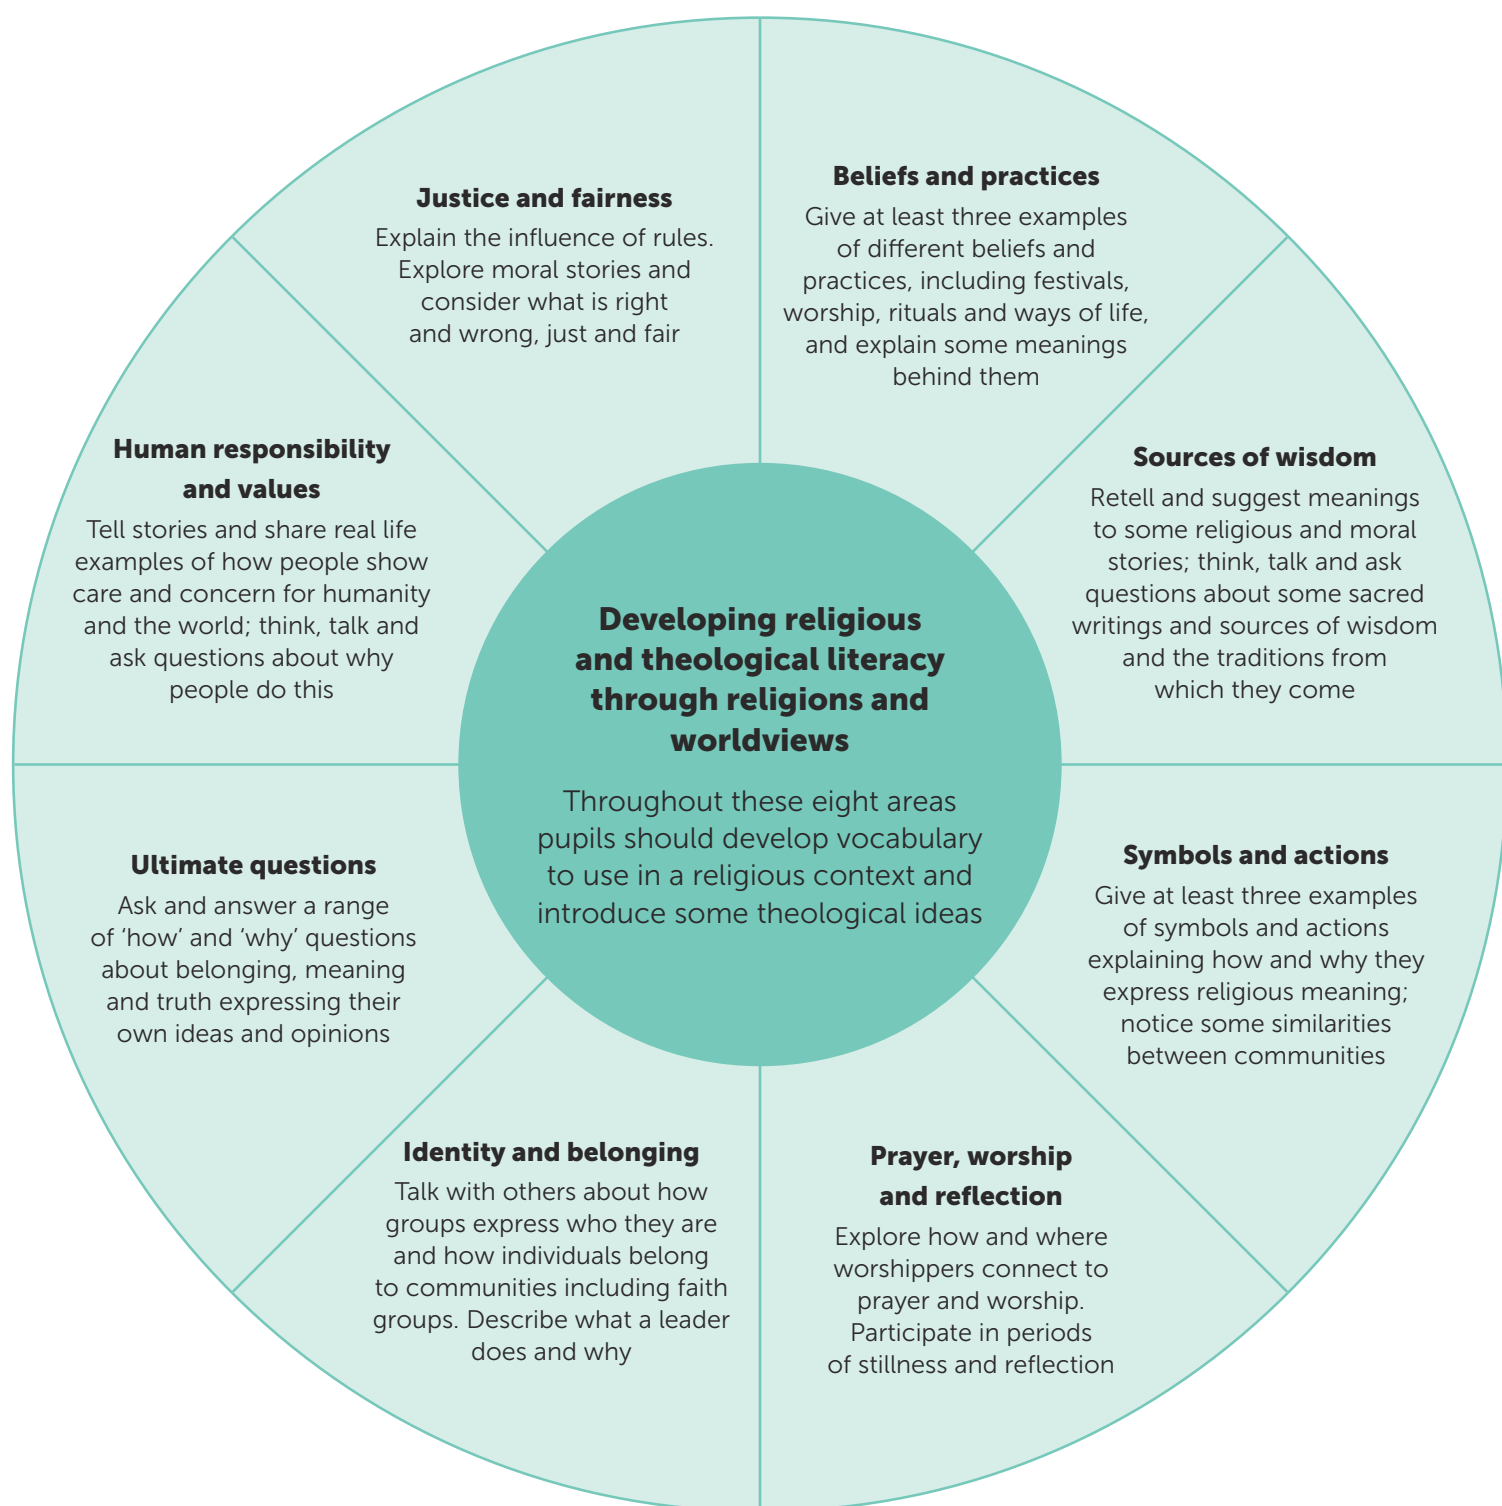 Beliefs and practices
Give at least three examples
of different beliefs and
practices, including festivals,
worship, rituals and ways of life,
and explain some meanings
behind them
Sources of wisdom
Retell and suggest meanings
to some religious and moral
stories; think, talk and ask
questions about some sacred
writings and sources of wisdom
and the traditions from
which they come
Symbols and actions
Give at least three examples
of symbols and actions
explaining how and why they
express religious meaning;
notice some similarities
between communities
Prayer, worship
and reflection
Explore how and where
worshippers connect to
prayer and worship.
Participate in periods
of stillness and reflection
Identity and belonging
Talk with others about how
groups express who they are
and how individuals belong
to communities including faith
groups. Describe what a leader
does and why
Ultimate questions
Ask and answer a range
of ‘how’ and ‘why’ questions
about belonging, meaning
and truth expressing their
own ideas and opinions
Human responsibility
and values
Tell stories and share real life
examples of how people show
care and concern for humanity
and the world; think, talk and
ask questions about why
people do this
Justice and fairness
Explain the influence of rules.
Explore moral stories and
consider what is right
and wrong, just and fair
Developing religious
and theological literacy
through religions and
worldviews
Throughout these eight areas
pupils should develop vocabulary
to use in a religious context and
introduce some theological ideas